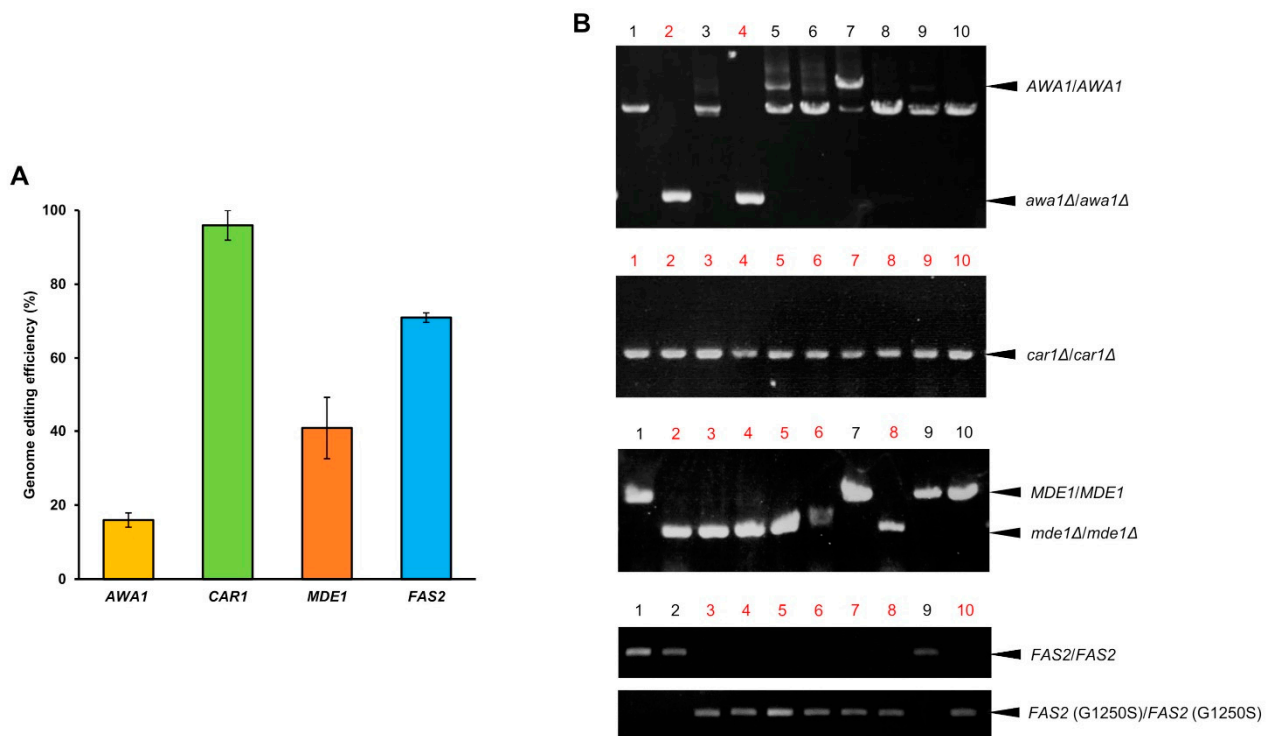 A
Genome editing efficiency (%)
100
80
60
40
20
0
AWA1 CAR1 MDE1 FAS2
B
1 2 3 4 5 6 7 8 9 10
AWA1/AWA1
awa1Δ/awa1Δ
1 2 3 4 5 6 7 8 9 10
car1Δ/car1Δ
1 2 3 4 5 6 7 8 9 10
MDE1/MDE1
mde1Δ/mde1Δ
1 2 3 4 5 6 7 8 9 10
FAS2/FAS2
FAS2 (G1250S)/FAS2 (G1250S)